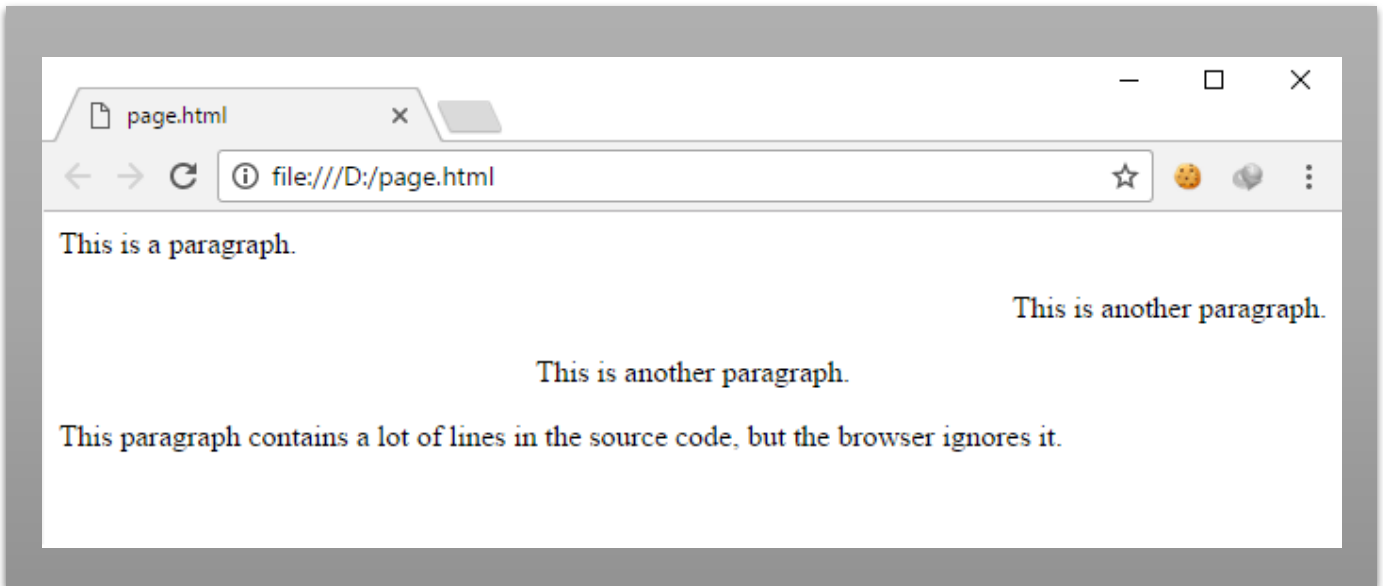 page.html
file:///D:/page.html
This is a paragraph.
This is another paragraph.
This is another paragraph.
This paragraph contains a lot of lines in the source code, but the browser ignores it.